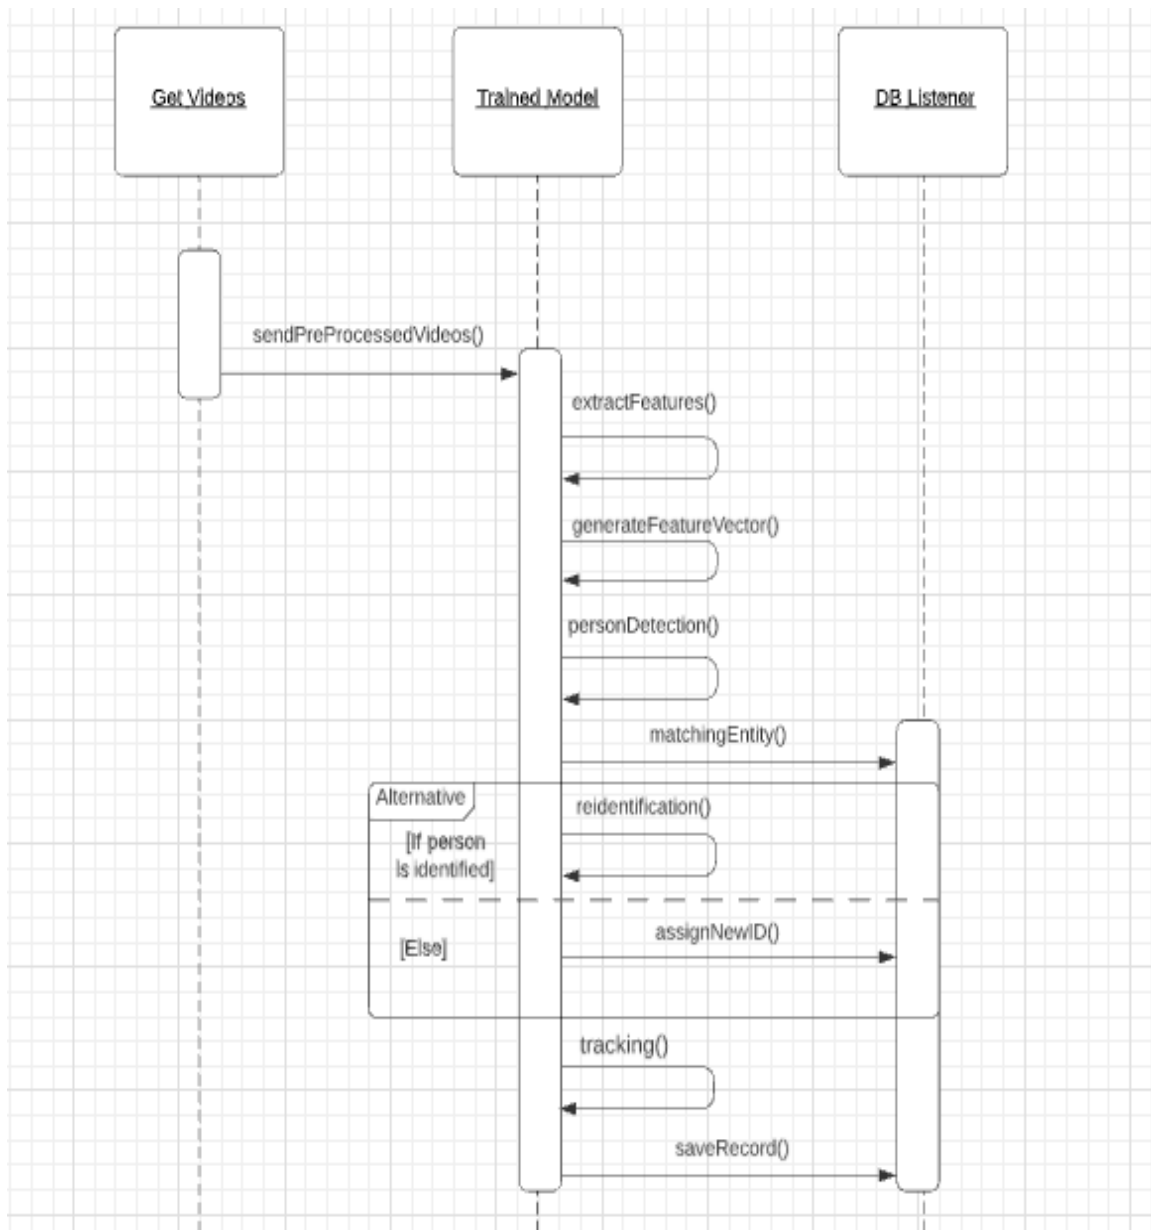 Get Videos
Trained Model
DB Listener
sendPreProcessedVideos()
extractFeatures()
generateFeatureVector()
personDetection()
matchingEntity()
Alternative
reidentification()
[If person
Is identified]
assignNewID()
[Else]
tracking()
saveRecord()